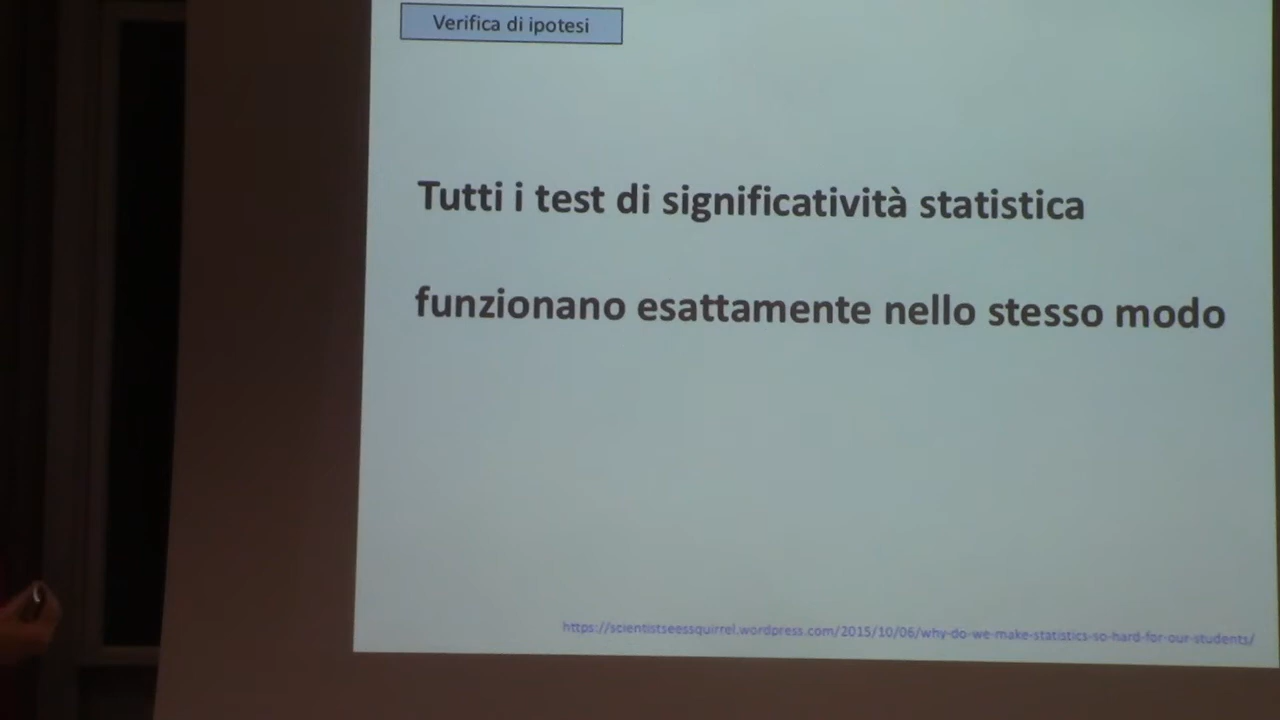 Verifica di ipotesi
Tutti i test di significatività statistica
funzionano esattamente nello stesso modo
https://scientistseessquirrel.wordpress.com/2015/10/06/why-do-we-make-statistics-so-hard-for-our-students/